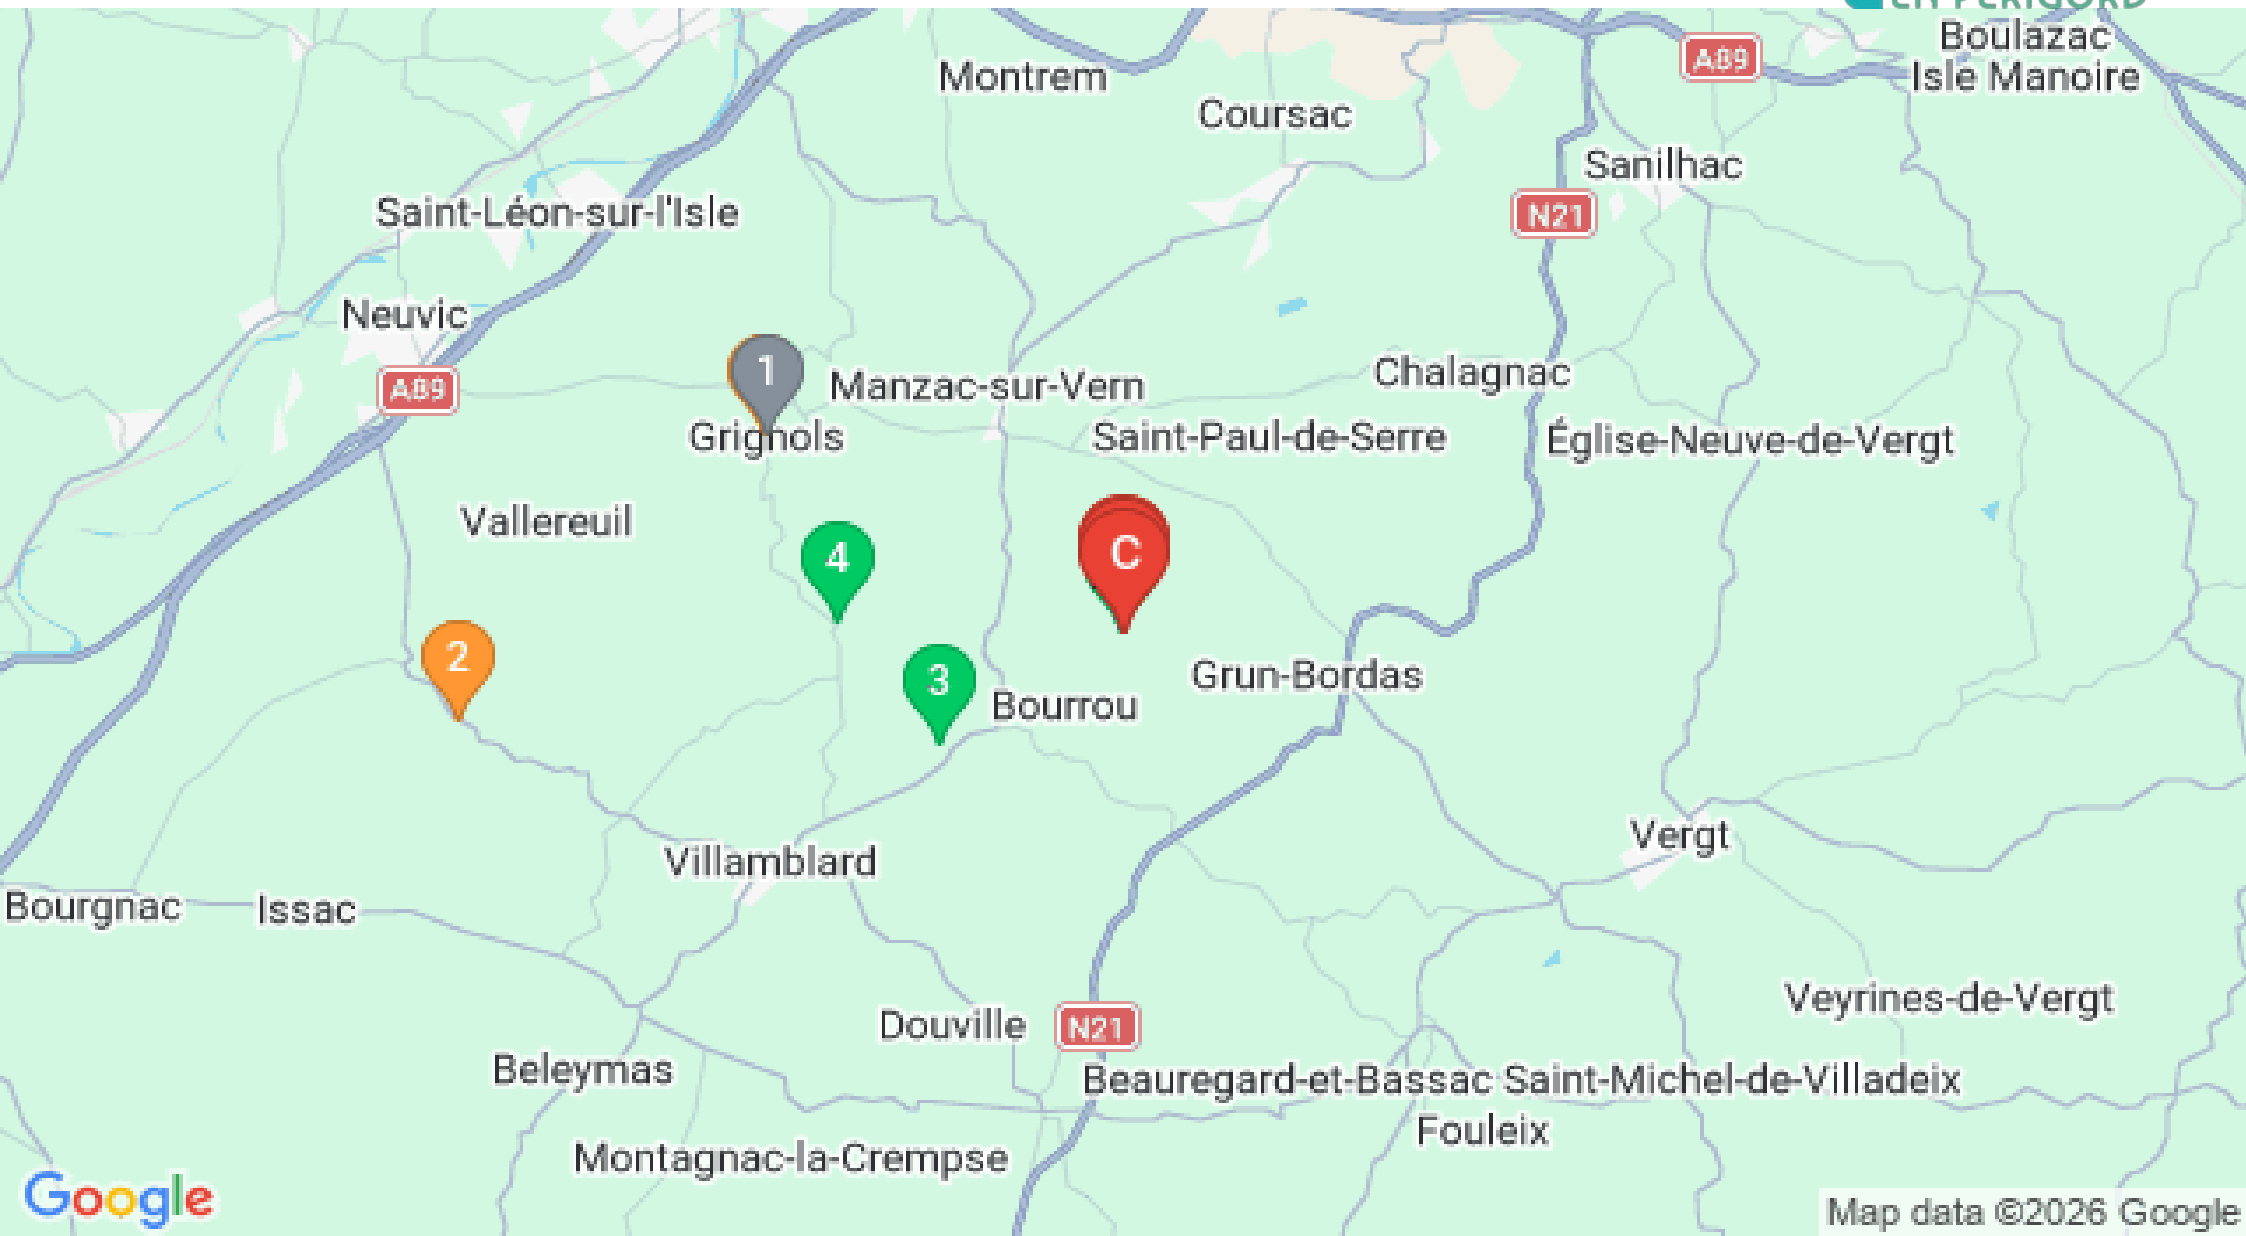 EN PÉRIGORD
Boulazac
Isle Manoire
A89
Montrem
Coursac
Sanilhac
Saint-Léon-sur-l'Isle
N21
Neuvic
1
A89
Manzac-sur-Vern
Chalagnac
Grignols
Saint-Paul-de-Serre
Église-Neuve-de-Vergt
Vallereuil
4
C
2
3
Grun-Bordas
Bourrou
Vergt
Villamblard
Bourgnac
Issac
Veyrines-de-Vergt
Douville
N21
Beleymas
Beauregard-et-Bassac
Saint-Michel-de-Villadeix
Fouleix
Montagnac-la-Crempse
Google
Map data ©2026 Google